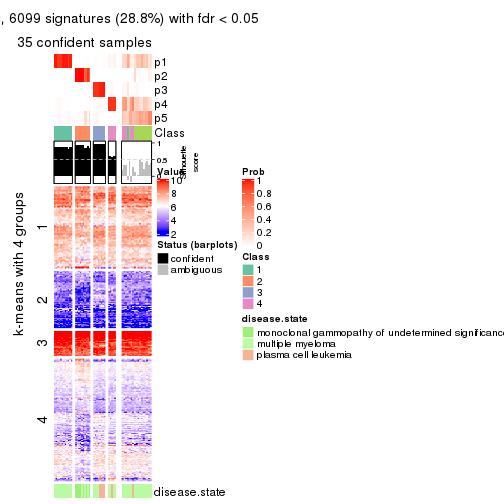 , 6099 signatures (28.8%) with fdr < 0.05
35 confident samples
p1
p2
p3
p4
p5
Class
1
0.5
0
silhouette
score
Value
10
8
6
4
2
Prob
1
0.8
0.6
0.4
0.2
0
Status (barplots)
confident
ambiguous
Class
1
2
3
4
disease.state
monoclonal gammopathy of undetermined significance
multiple myeloma
plasma cell leukemia
k-means with 4 groups
1
2
3
4
disease.state